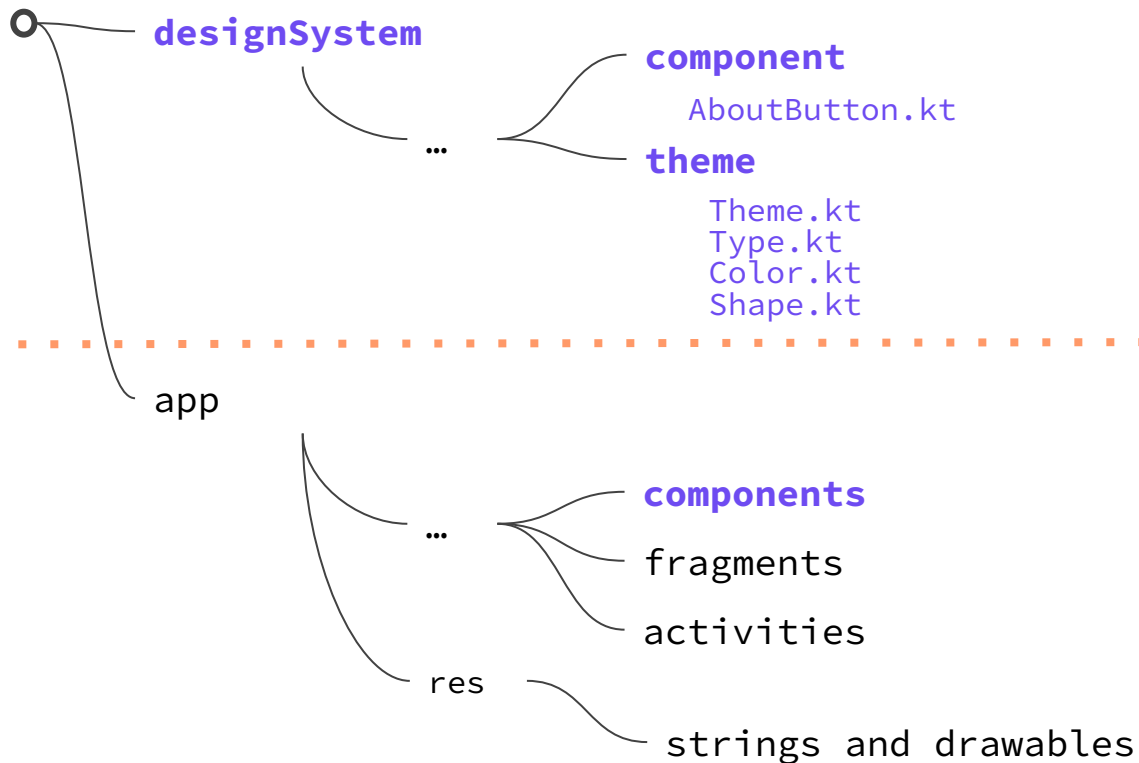 designSystem
component
AboutButton.kt
…
theme
Theme.kt
Type.kt
Color.kt
Shape.kt
app
components
…
fragments
activities
res
strings and drawables